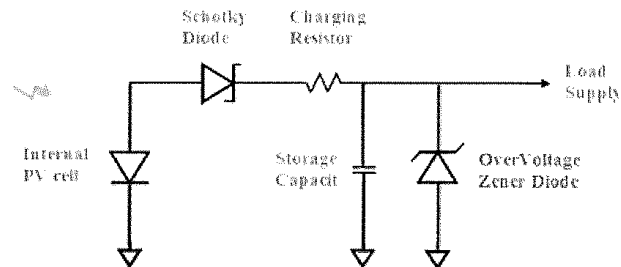 Schotky
Diode
Charging
Resistor
Load
Supply
Internal
PV cell
Storage
Capacit
OverVoltage
Zener Diode